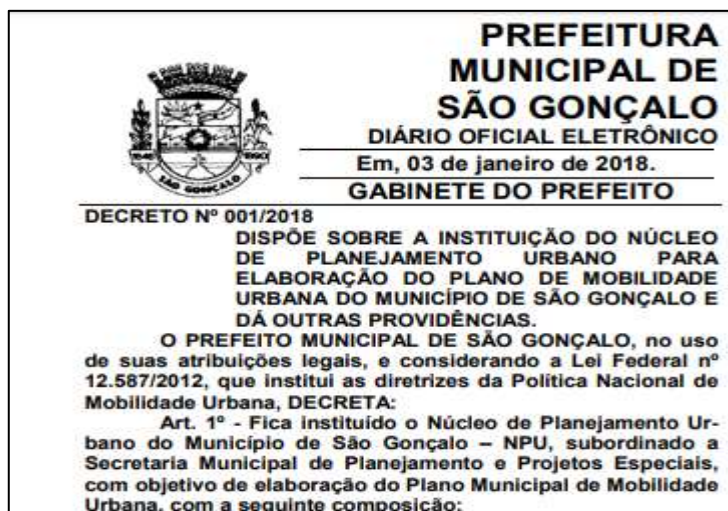 PREFEITURA
MUNICIPAL DE
SÃO GONÇALO
DIÁRIO OFICIAL ELETRÔNICO
Em, 03 de janeiro de 2018.
GABINETE DO PREFEITO
SÃO GONÇALO
DECRETO Nº 001/2018
DISPÕE SOBRE A INSTITUIÇÃO DO NÚCLEO
DE PLANEJAMENTO URBANO PARA
ELABORAÇÃO DO PLANO DE MOBILIDADE
URBANA DO MUNICÍPIO DE SÃO GONÇALO E
DÁ OUTRAS PROVIDÊNCIAS.
O PREFEITO MUNICIPAL DE SÃO GONÇALO, no uso
de suas atribuições legais, e considerando a Lei Federal nº
12.587/2012, que institui as diretrizes da Política Nacional de
Mobilidade Urbana, DECRETA:
Art. 1º - Fica instituído o Núcleo de Planejamento Ur-
bano do Município de São Gonçalo – NPU, subordinado a
Secretaria Municipal de Planejamento e Projetos Especiais,
com objetivo de elaboração do Plano Municipal de Mobilidade
Urbana, com a seguinte composição: